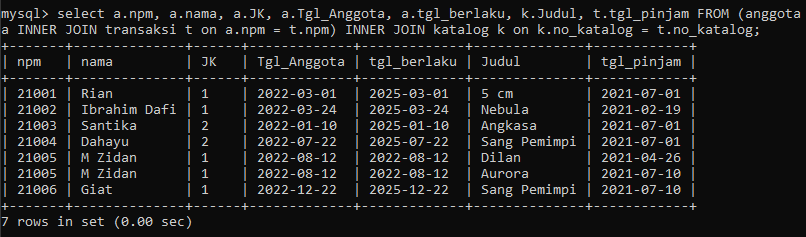 mysql> select a.npm, a.nama, a.JK, a.Tgl_Anggota, a.tgl_berlaku, k.Judul, t.tgl_pinjam FROM (anggota
a INNER JOIN transaksi t on a.npm = t.npm) INNER JOIN katalog k on k.no_katalog = t.no_katalog;
+-------+--------------+------+-------------+-------------+--------------+------------+
| npm   | nama         | JK   | Tgl_Anggota | tgl_berlaku | Judul        | tgl_pinjam |
+-------+--------------+------+-------------+-------------+--------------+------------+
| 21001 | Rian         | 1    | 2022-03-01  | 2025-03-01  | 5 cm         | 2021-07-01 |
| 21002 | Ibrahim Dafi | 1    | 2022-03-24  | 2025-03-24  | Nebula       | 2021-02-19 |
| 21003 | Santika      | 2    | 2022-01-10  | 2025-01-10  | Angkasa      | 2021-07-01 |
| 21004 | Dahayu       | 2    | 2022-07-22  | 2025-07-22  | Sang Pemimpi | 2021-07-01 |
| 21005 | M Zidan      | 1    | 2022-08-12  | 2022-08-12  | Dilan        | 2021-04-26 |
| 21005 | M Zidan      | 1    | 2022-08-12  | 2022-08-12  | Aurora       | 2021-07-10 |
| 21006 | Giat         | 1    | 2022-12-22  | 2025-12-22  | Sang Pemimpi | 2021-07-10 |
+-------+--------------+------+-------------+-------------+--------------+------------+
7 rows in set (0.00 sec)